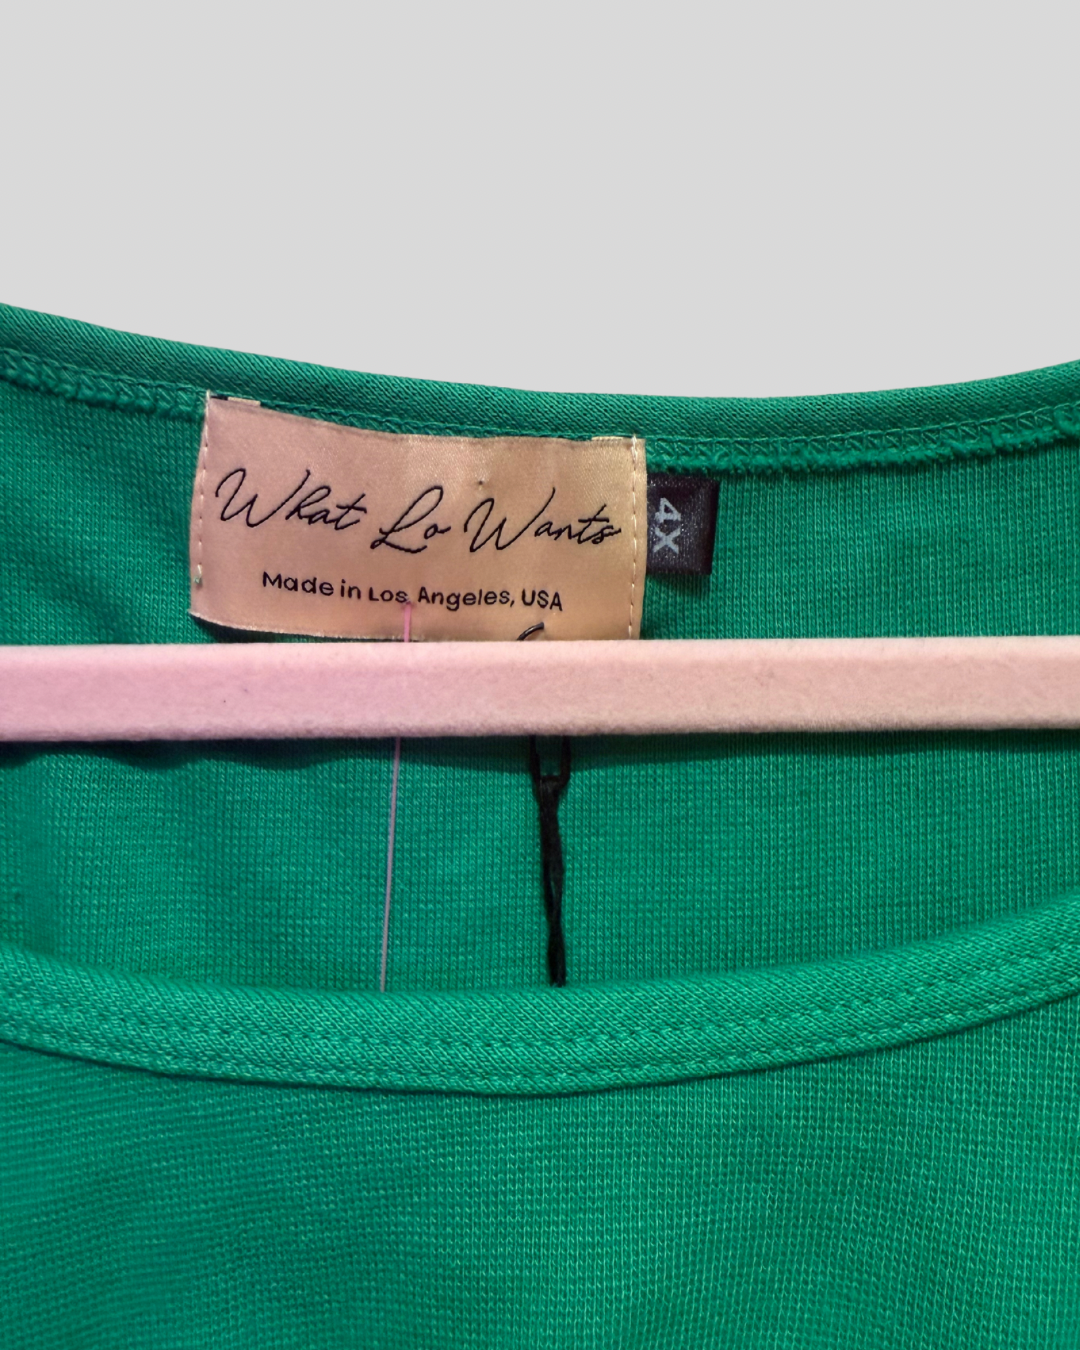 What Lo Wants
Made in Los Angeles, USA
4X